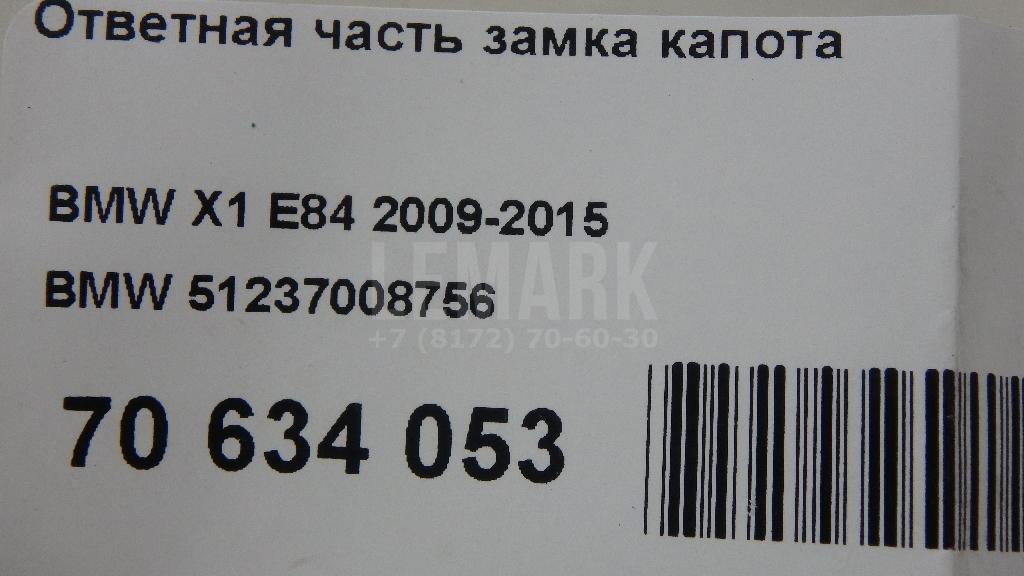 Ответная часть замка капота
BMW X1 E84 2009-2015
BMW 51237008756
LEMARK
+7 (8172) 70-60-30
70 634 053